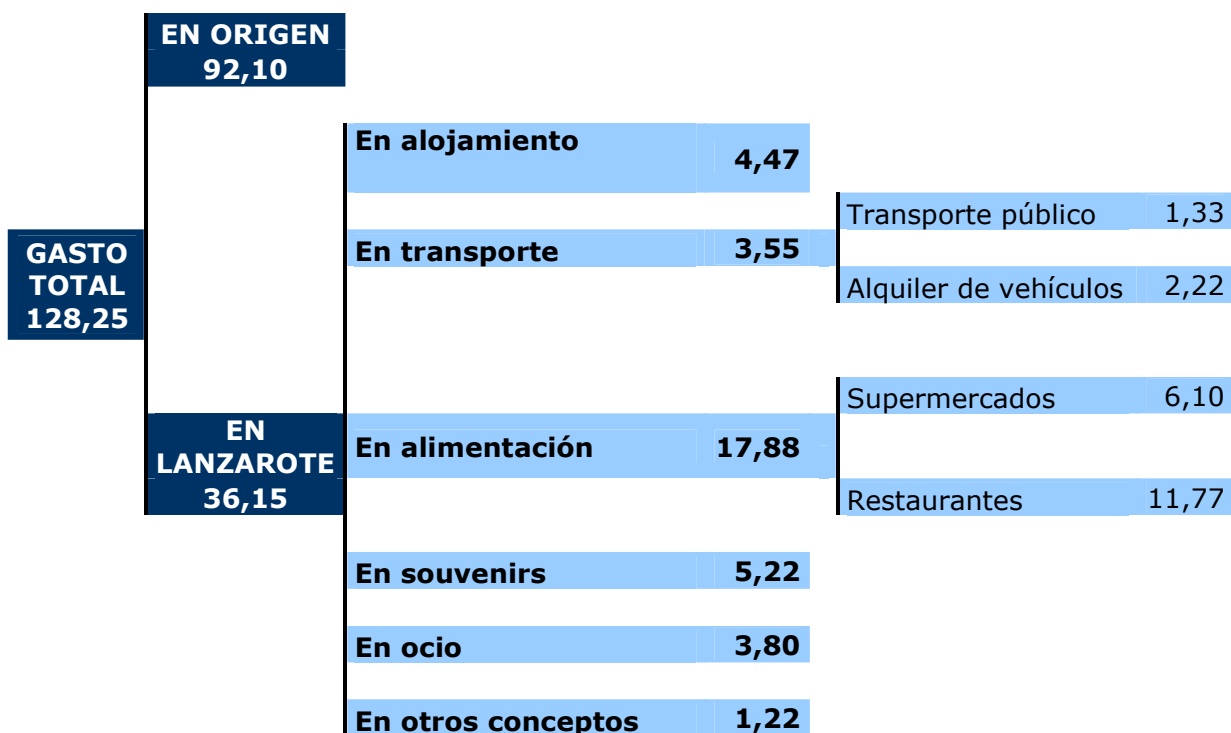 EN ORIGEN
92,10
En alojamiento 4,47
Transporte público 1,33
GASTO
TOTAL
128,25
En transporte 3,55
Alquiler de vehículos 2,22
Supermercados 6,10
EN
LANZAROTE
36,15
En alimentación 17,88
Restaurantes 11,77
En souvenirs 5,22
En ocio 3,80
En otros conceptos 1,22